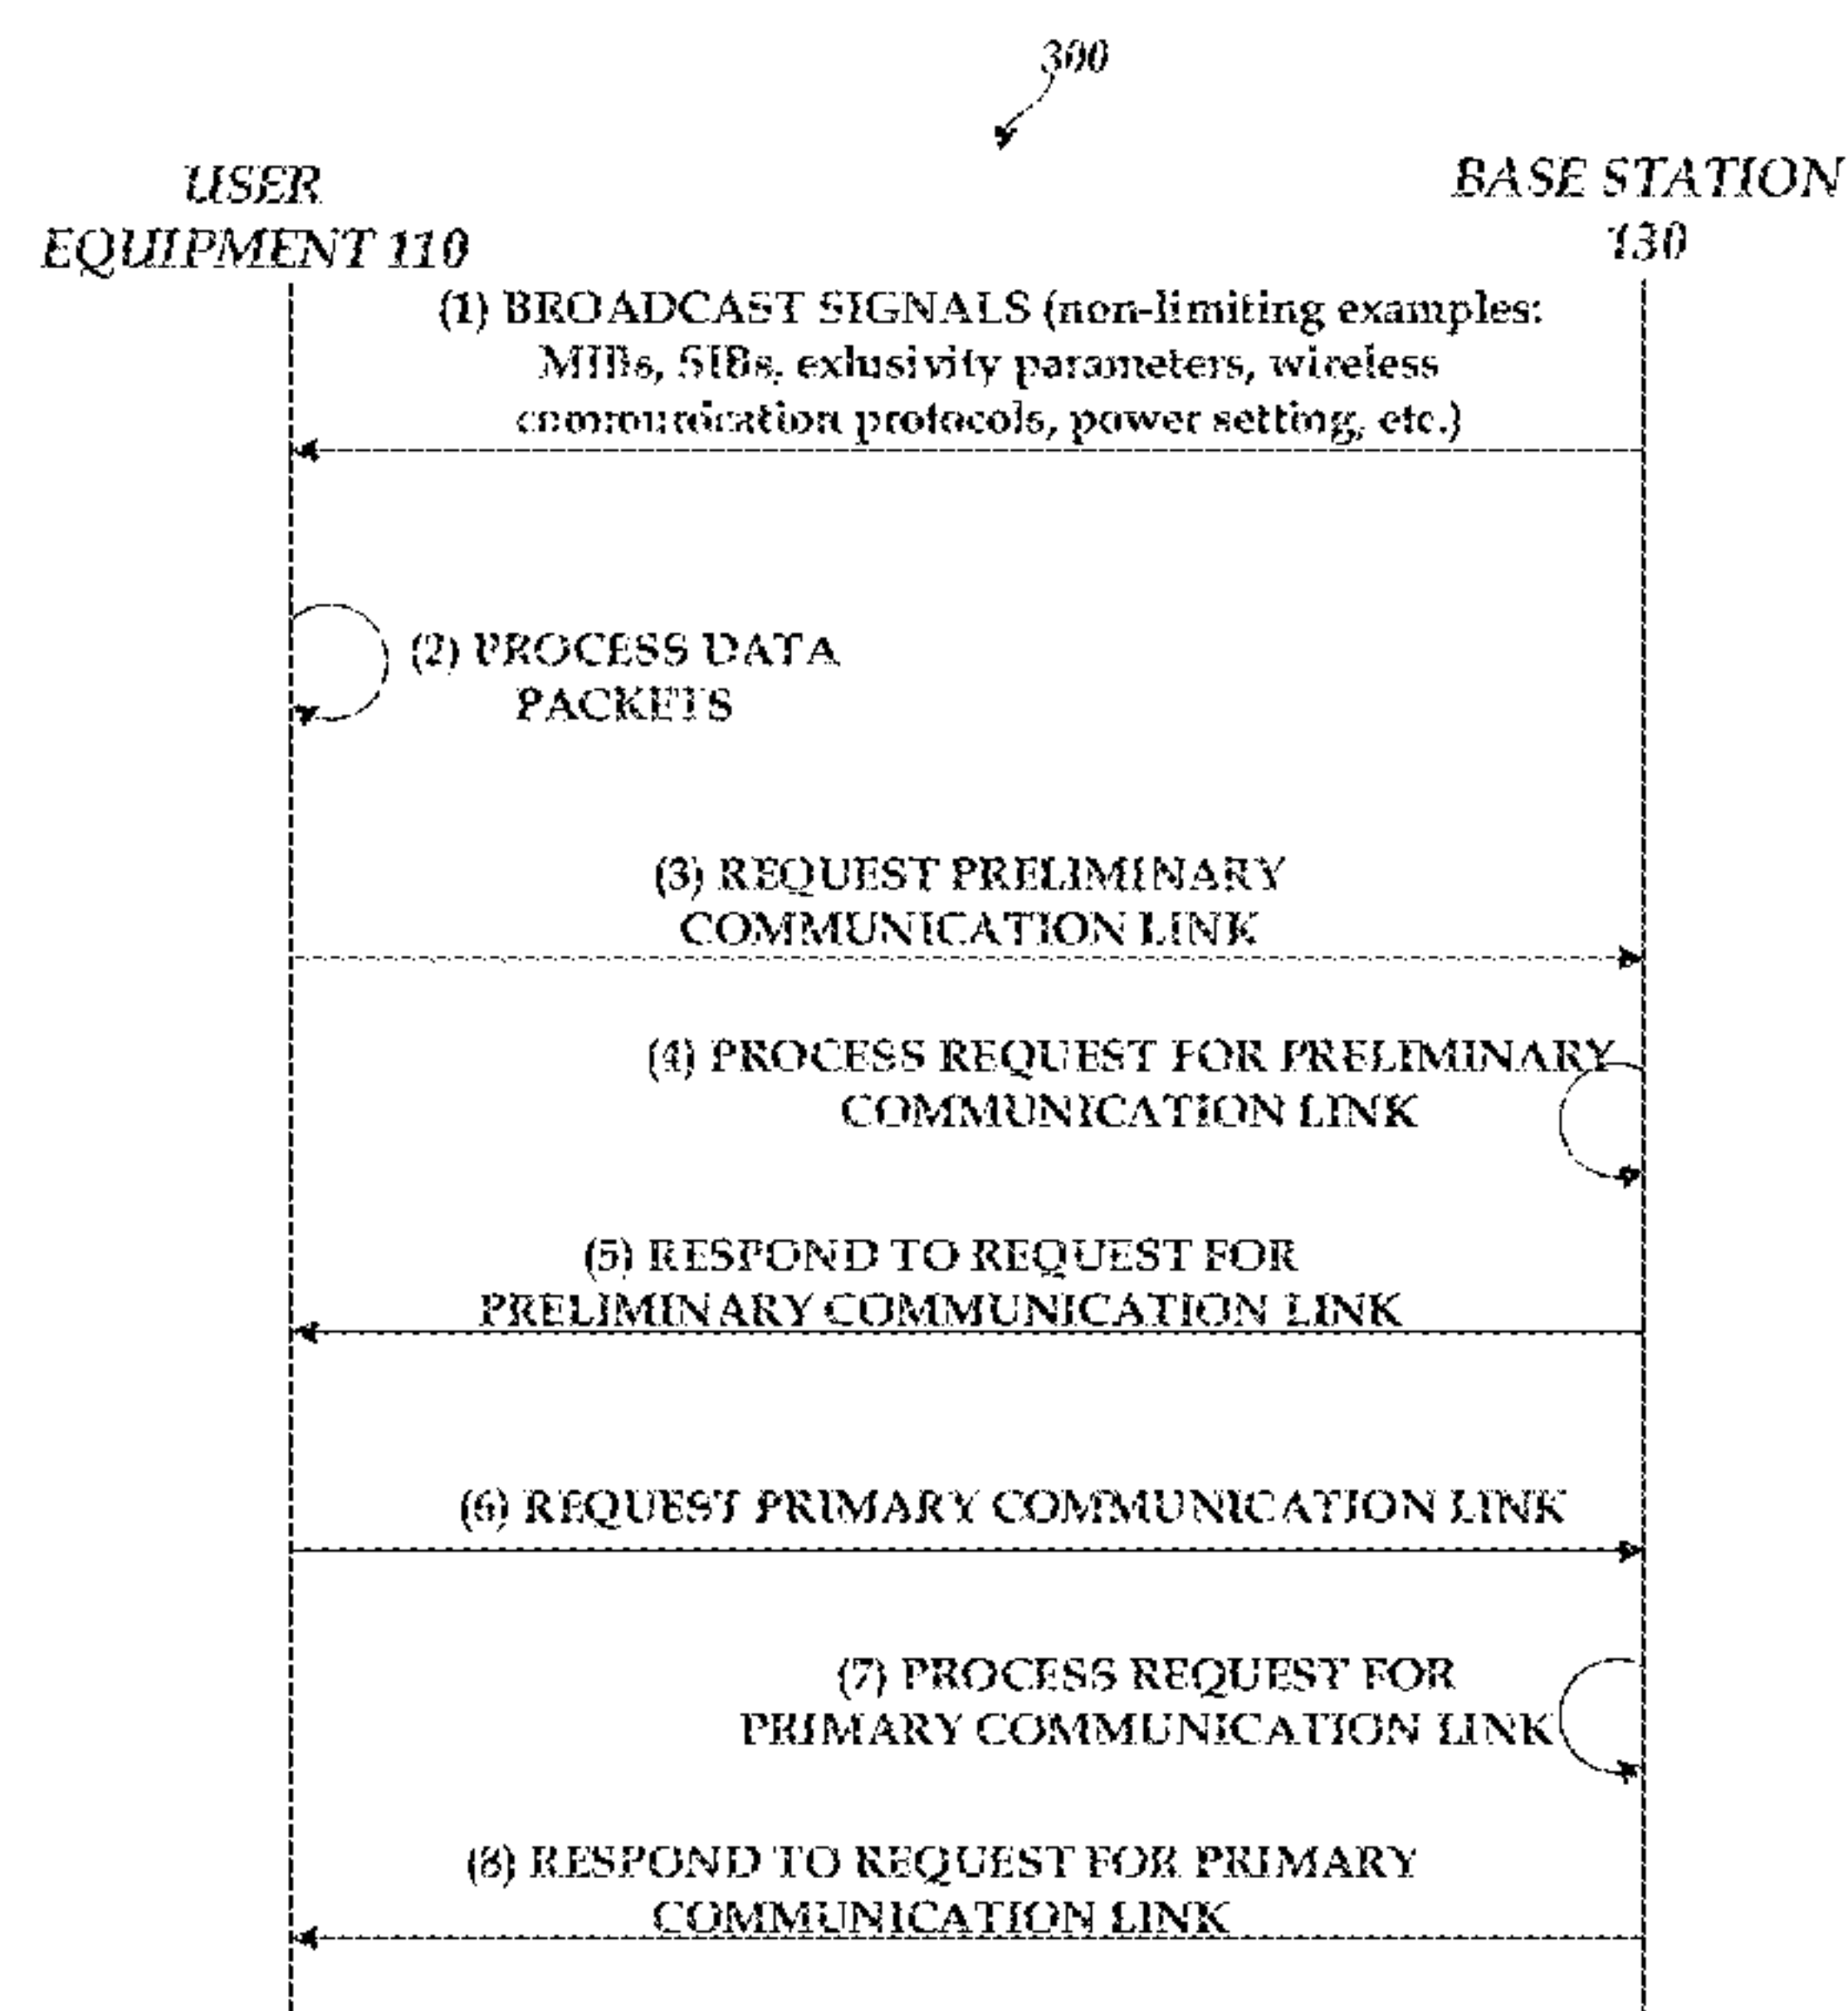 300
USER
EQUIPMENT 110
BASE STATION
130
(1) BROADCAST SIGNALS (non-limiting examples:
MIBs, SIBs, exlusivity parameters, wireless
communication protocols, power setting, etc.)
(2) PROCESS DATA
PACKETS
(3) REQUEST PRELIMINARY
COMMUNICATION LINK
(4) PROCESS REQUEST FOR PRELIMINARY
COMMUNICATION LINK
(5) RESPOND TO REQUEST FOR
PRELIMINARY COMMUNICATION LINK
(6) REQUEST PRIMARY COMMUNICATION LINK
(7) PROCESS REQUEST FOR
PRIMARY COMMUNICATION LINK
(8) RESPOND TO REQUEST FOR PRIMARY
COMMUNICATION LINK